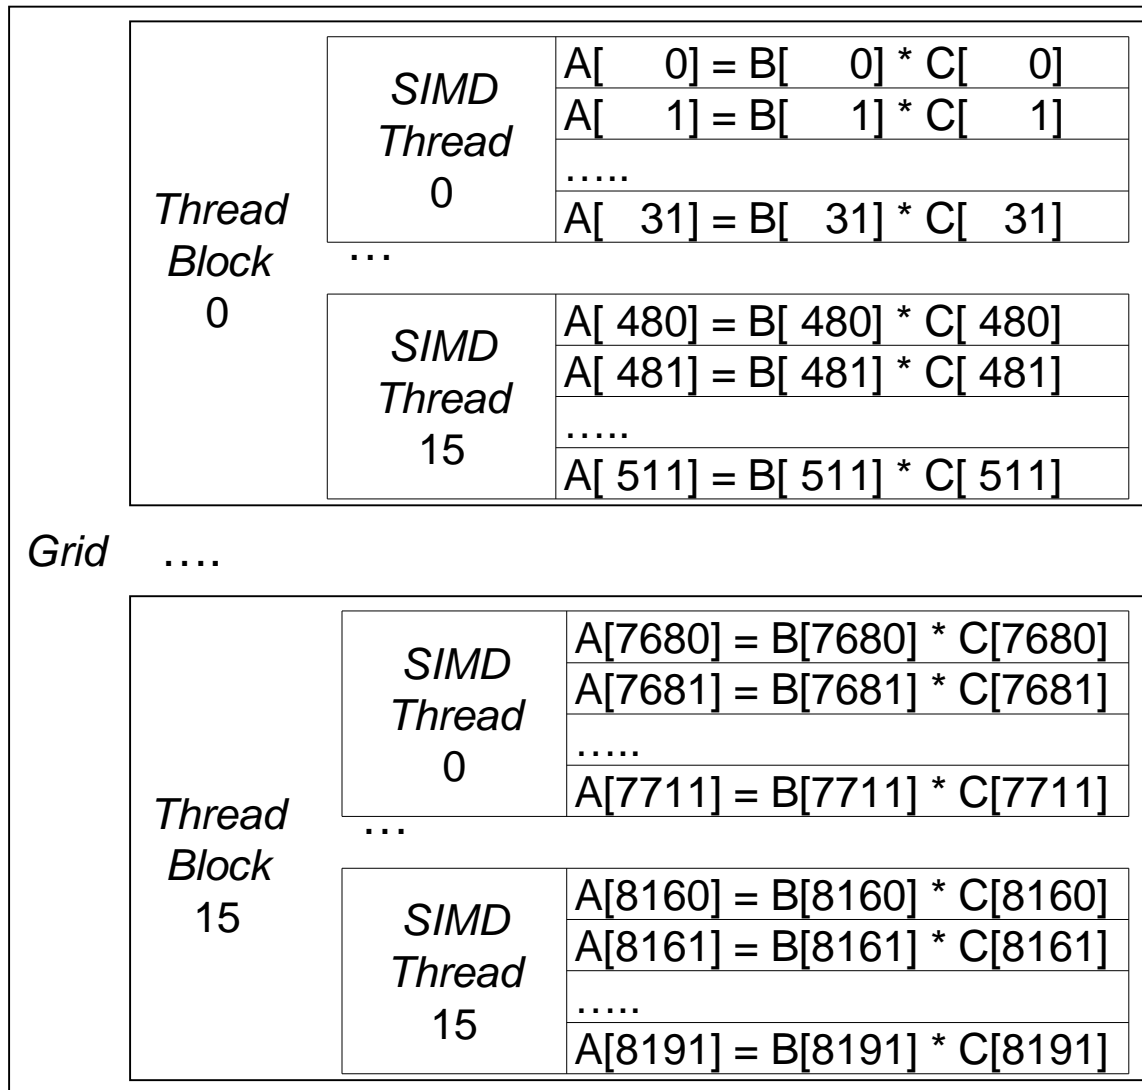 SIMD
Thread
0
A[ 0] = B[ 0] * C[ 0]
A[ 1] = B[ 1] * C[ 1]
…..
A[ 31] = B[ 31] * C[ 31]
Thread
Block
0
…
SIMD
Thread
15
A[ 480] = B[ 480] * C[ 480]
A[ 481] = B[ 481] * C[ 481]
…..
A[ 511] = B[ 511] * C[ 511]
Grid ….
SIMD
Thread
0
A[7680] = B[7680] * C[7680]
A[7681] = B[7681] * C[7681]
…..
A[7711] = B[7711] * C[7711]
Thread
Block
15
…
SIMD
Thread
15
A[8160] = B[8160] * C[8160]
A[8161] = B[8161] * C[8161]
…..
A[8191] = B[8191] * C[8191]